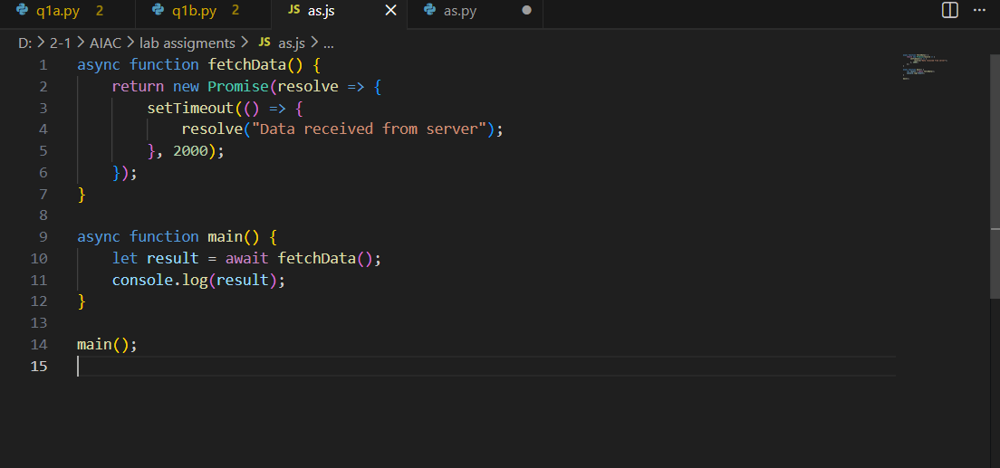 q1a.py 2 q1b.py 2 JS as.js × as.py ● ...
D: > 2-1 > AIAC > lab assigments > JS as.js > ...
1 async function fetchData() {
2     return new Promise(resolve => {
3         setTimeout(() => {
4             resolve("Data received from server");
5         }, 2000);
6     });
7 }
8
9 async function main() {
10     let result = await fetchData();
11     console.log(result);
12 }
13
14 main();
15